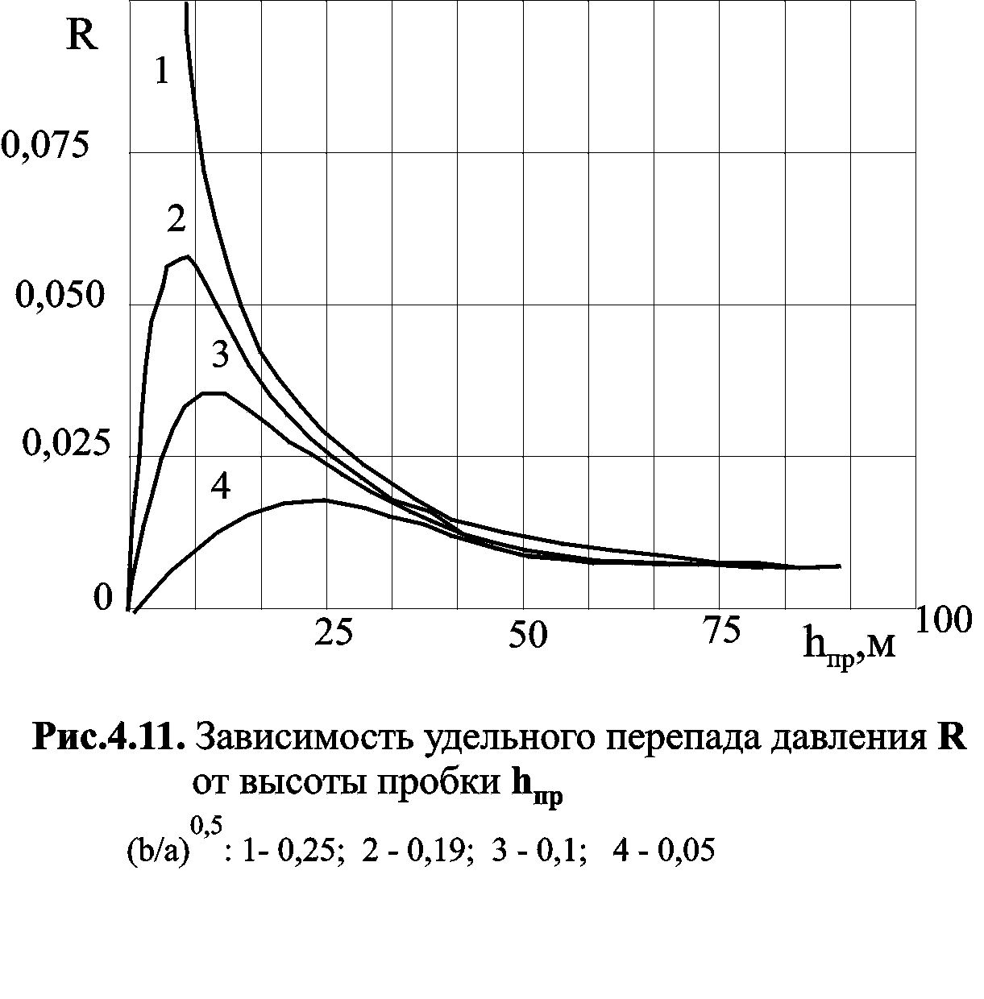 R
1
0,075
2
0,050
3
0,025
4
0
25
50
75
100
hпр,м
Рис.4.11. Зависимость удельного перепада давления R
от высоты пробки hпр
(b/a)0,5: 1- 0,25; 2 - 0,19; 3 - 0,1; 4 - 0,05